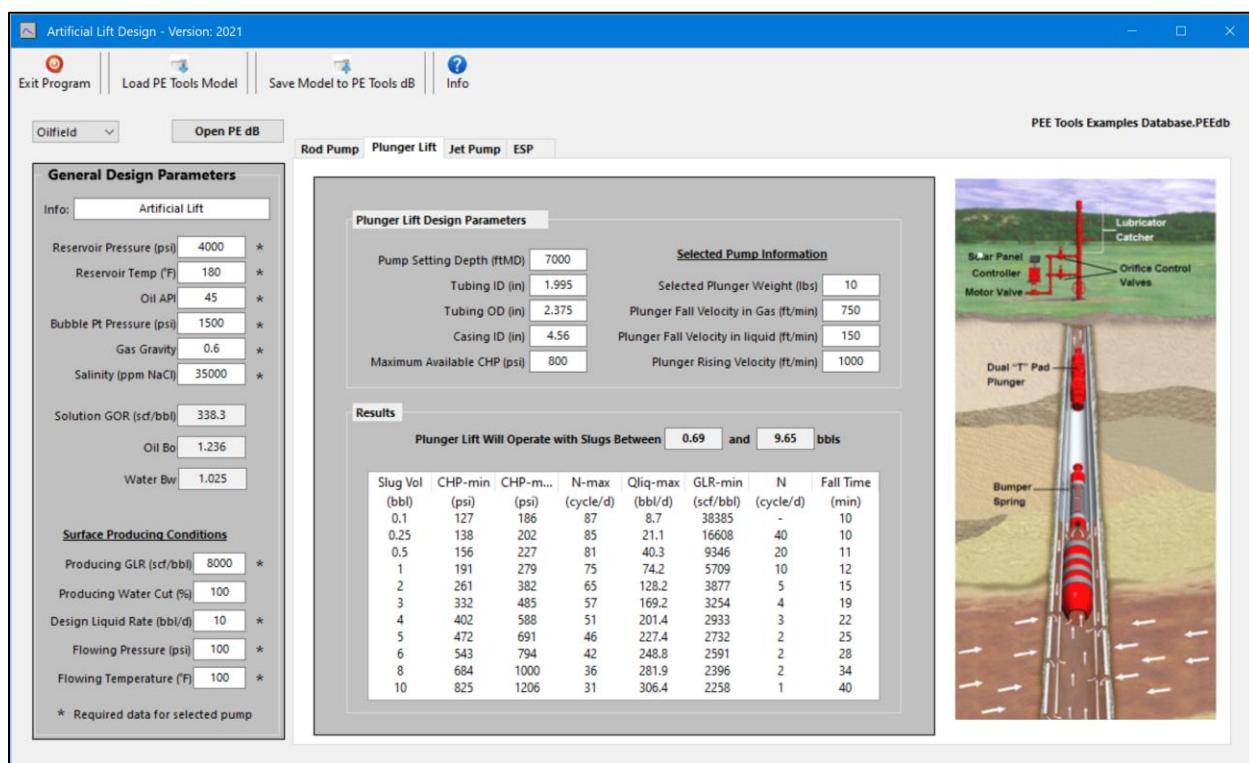 Artificial Lift Design - Version: 2021
Exit Program Load PE Tools Model Save Model to PE Tools dB Info
Oilfield Open PE dB
PEE Tools Examples Database.PEEdb
Rod Pump Plunger Lift Jet Pump ESP
General Design Parameters
Info: Artificial Lift
Reservoir Pressure (psi) 4000 *
Reservoir Temp (°F) 180 *
Oil API 45 *
Bubble Pt Pressure (psi) 1500 *
Gas Gravity 0.6 *
Salinity (ppm NaCl) 35000 *
Solution GOR (scf/bbl) 338.3
Oil Bo 1.236
Water Bw 1.025
Surface Producing Conditions
Producing GLR (scf/bbl) 8000 *
Producing Water Cut (%) 100
Design Liquid Rate (bbl/d) 10 *
Flowing Pressure (psi) 100 *
Flowing Temperature (°F) 100 *
* Required data for selected pump
Plunger Lift Design Parameters
Pump Setting Depth (ftMD) 7000
Tubing ID (in) 1.995
Tubing OD (in) 2.375
Casing ID (in) 4.56
Maximum Available CHP (psi) 800
Selected Pump Information
Selected Plunger Weight (lbs) 10
Plunger Fall Velocity in Gas (ft/min) 750
Plunger Fall Velocity in liquid (ft/min) 150
Plunger Rising Velocity (ft/min) 1000
Results
Plunger Lift Will Operate with Slugs Between 0.69 and 9.65 bbls
Slug Vol CHP-min CHP-m... N-max Qliq-max GLR-min N Fall Time
(bbl) (psi) (psi) (cycle/d) (bbl/d) (scf/bbl) (cycle/d) (min)
0.1 127 186 87 8.7 38385 - 10
0.25 138 202 85 21.1 16608 40 10
0.5 156 227 81 40.3 9346 20 11
1 191 279 75 74.2 5709 10 12
2 261 382 65 128.2 3877 5 15
3 332 485 57 169.2 3254 4 19
4 402 588 51 201.4 2933 3 22
5 472 691 46 227.4 2732 2 25
6 543 794 42 248.8 2591 2 28
8 684 1000 36 281.9 2396 2 34
10 825 1206 31 306.4 2258 1 40
Lubricator
Catcher
Solar Panel
Controller
Motor Valve
Orifice Control
Valves
Dual "T" Pad
Plunger
Bumper
Spring